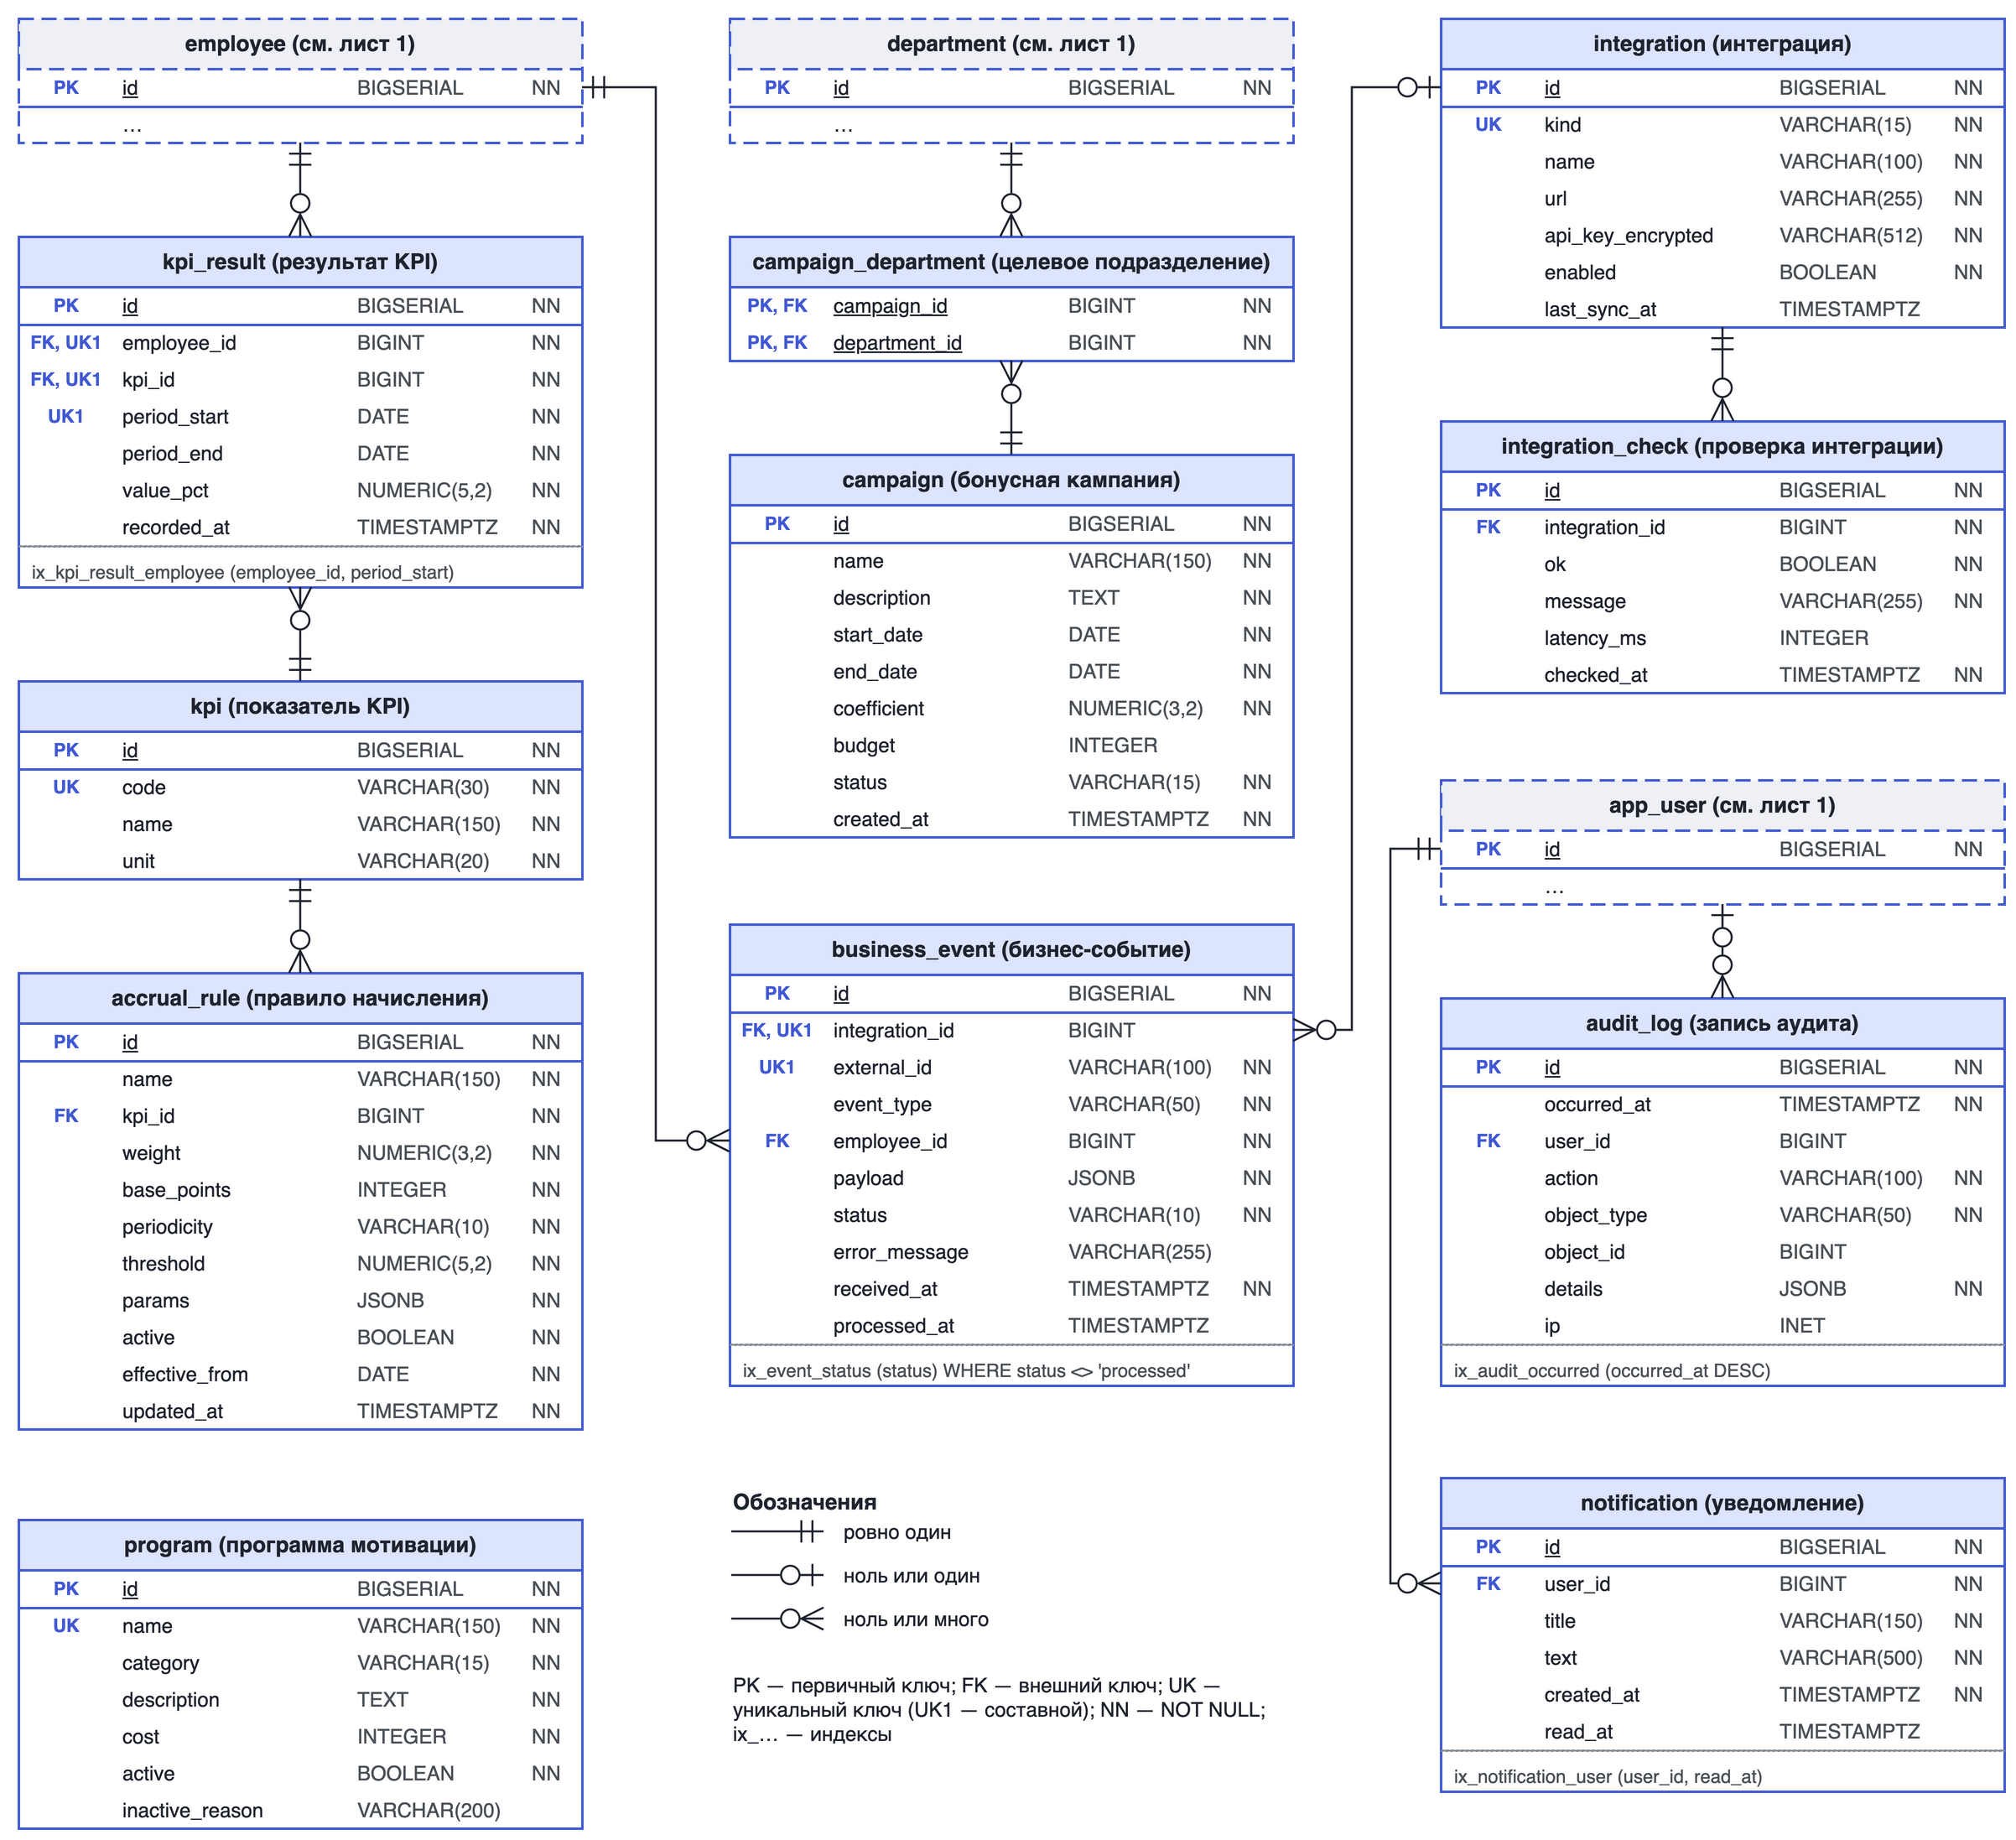 employee (см. лист 1)
PK id BIGSERIAL NN
...
kpi_result (результат KPI)
PK id BIGSERIAL NN
FK, UK1 employee_id BIGINT NN
FK, UK1 kpi_id BIGINT NN
UK1 period_start DATE NN
period_end DATE NN
value_pct NUMERIC(5,2) NN
recorded_at TIMESTAMPTZ NN
ix_kpi_result_employee (employee_id, period_start)
kpi (показатель KPI)
PK id BIGSERIAL NN
UK code VARCHAR(30) NN
name VARCHAR(150) NN
unit VARCHAR(20) NN
accrual_rule (правило начисления)
PK id BIGSERIAL NN
name VARCHAR(150) NN
FK kpi_id BIGINT NN
weight NUMERIC(3,2) NN
base_points INTEGER NN
periodicity VARCHAR(10) NN
threshold NUMERIC(5,2) NN
params JSONB NN
active BOOLEAN NN
effective_from DATE NN
updated_at TIMESTAMPTZ NN
program (программа мотивации)
PK id BIGSERIAL NN
UK name VARCHAR(150) NN
category VARCHAR(15) NN
description TEXT NN
cost INTEGER NN
active BOOLEAN NN
inactive_reason VARCHAR(200)
department (см. лист 1)
PK id BIGSERIAL NN
...
campaign_department (целевое подразделение)
PK, FK campaign_id BIGINT NN
PK, FK department_id BIGINT NN
campaign (бонусная кампания)
PK id BIGSERIAL NN
name VARCHAR(150) NN
description TEXT NN
start_date DATE NN
end_date DATE NN
coefficient NUMERIC(3,2) NN
budget INTEGER
status VARCHAR(15) NN
created_at TIMESTAMPTZ NN
business_event (бизнес-событие)
PK id BIGSERIAL NN
FK, UK1 integration_id BIGINT
UK1 external_id VARCHAR(100) NN
event_type VARCHAR(50) NN
FK employee_id BIGINT NN
payload JSONB NN
status VARCHAR(10) NN
error_message VARCHAR(255)
received_at TIMESTAMPTZ NN
processed_at TIMESTAMPTZ
ix_event_status (status) WHERE status <> 'processed'
Обозначения
ровно один
ноль или один
ноль или много
PK — первичный ключ; FK — внешний ключ; UK —
уникальный ключ (UK1 — составной); NN — NOT NULL;
ix_… — индексы
integration (интеграция)
PK id BIGSERIAL NN
UK kind VARCHAR(15) NN
name VARCHAR(100) NN
url VARCHAR(255) NN
api_key_encrypted VARCHAR(512) NN
enabled BOOLEAN NN
last_sync_at TIMESTAMPTZ
integration_check (проверка интеграции)
PK id BIGSERIAL NN
FK integration_id BIGINT NN
ok BOOLEAN NN
message VARCHAR(255) NN
latency_ms INTEGER
checked_at TIMESTAMPTZ NN
app_user (см. лист 1)
PK id BIGSERIAL NN
...
audit_log (запись аудита)
PK id BIGSERIAL NN
occurred_at TIMESTAMPTZ NN
FK user_id BIGINT
action VARCHAR(100) NN
object_type VARCHAR(50) NN
object_id BIGINT
details JSONB NN
ip INET
ix_audit_occurred (occurred_at DESC)
notification (уведомление)
PK id BIGSERIAL NN
FK user_id BIGINT NN
title VARCHAR(150) NN
text VARCHAR(500) NN
created_at TIMESTAMPTZ NN
read_at TIMESTAMPTZ
ix_notification_user (user_id, read_at)